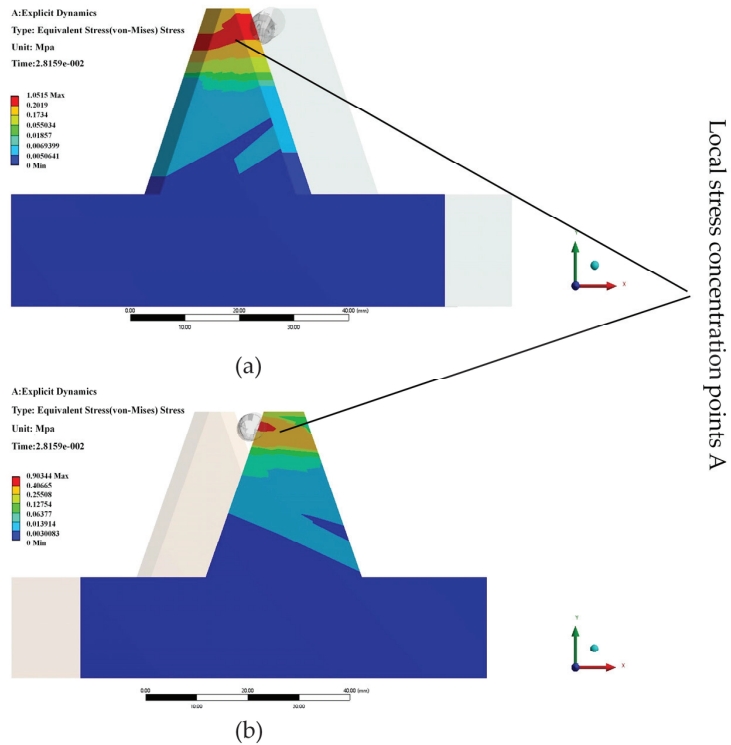 A:Explicit Dynamics
Type: Equivalent Stress(von-Mises) Stress
Unit: Mpa
Time:2.8159e-002
1.0515 Max
0.2019
0.1734
0.055034
0.01857
0.0069399
0.0050641
0 Min
Y
X
0.00 20.00 40.00 (mm)
10.00 30.00
(a)
Local stress concentration points A
A:Explicit Dynamics
Type: Equivalent Stress(von-Mises) Stress
Unit: Mpa
Time:2.8159e-002
0.90344 Max
0.40665
0.25508
0.12754
0.06377
0.013914
0.0030083
0 Min
Y
X
0.00 20.00 40.00 (mm)
10.00 30.00
(b)